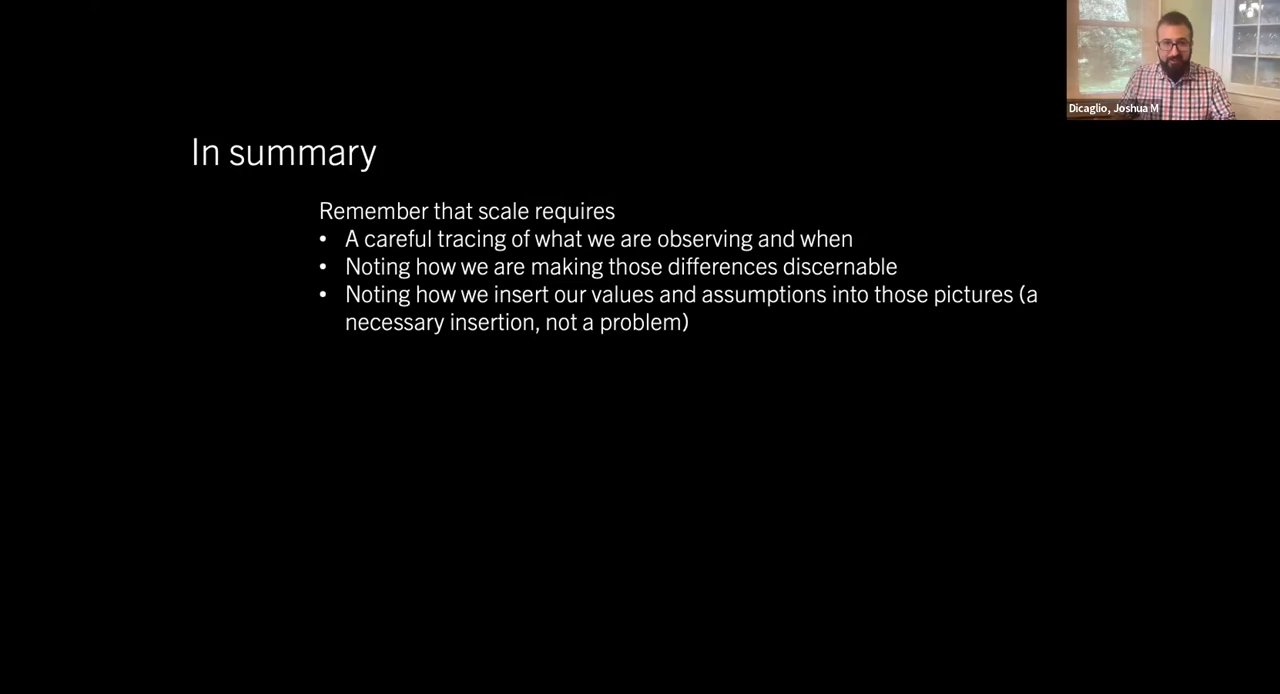 Dicaglio, Joshua M
In summary
Remember that scale requires
• A careful tracing of what we are observing and when
• Noting how we are making those differences discernable
• Noting how we insert our values and assumptions into those pictures (a
necessary insertion, not a problem)